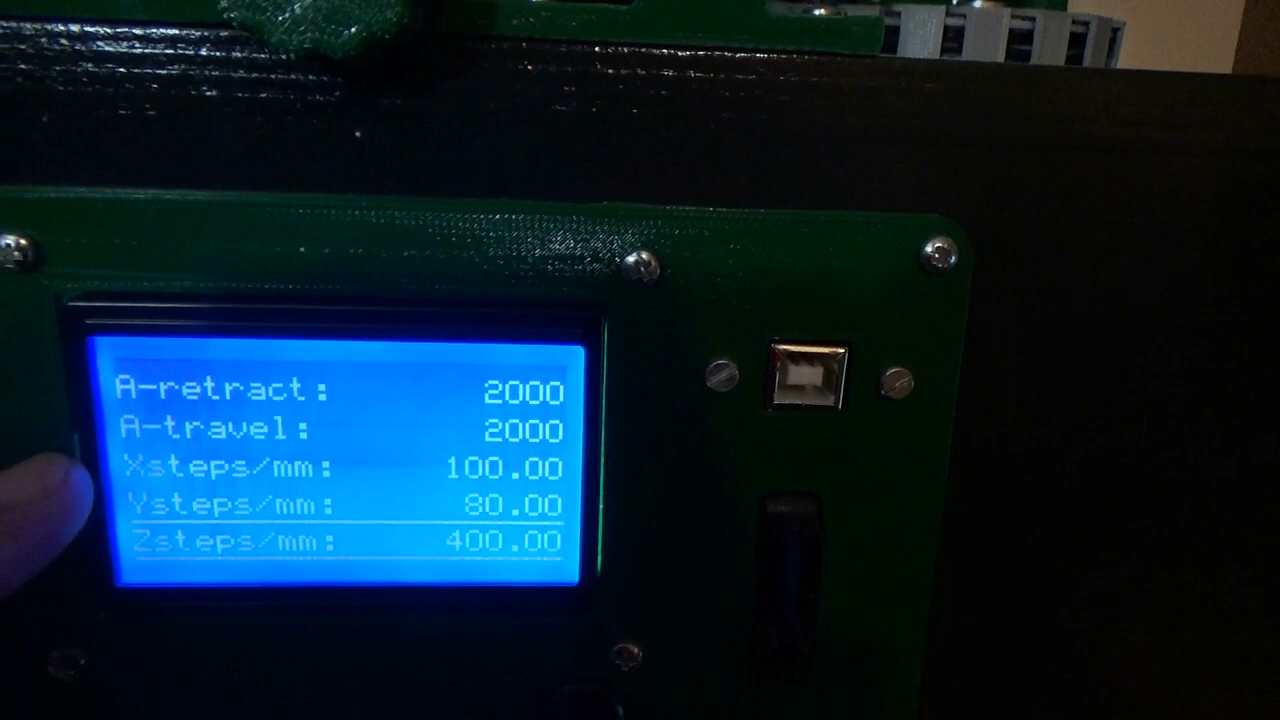 A-retract: 2000
A-travel: 2000
Xsteps/mm: 100.00
Ysteps/mm: 80.00
Zsteps/mm: 400.00